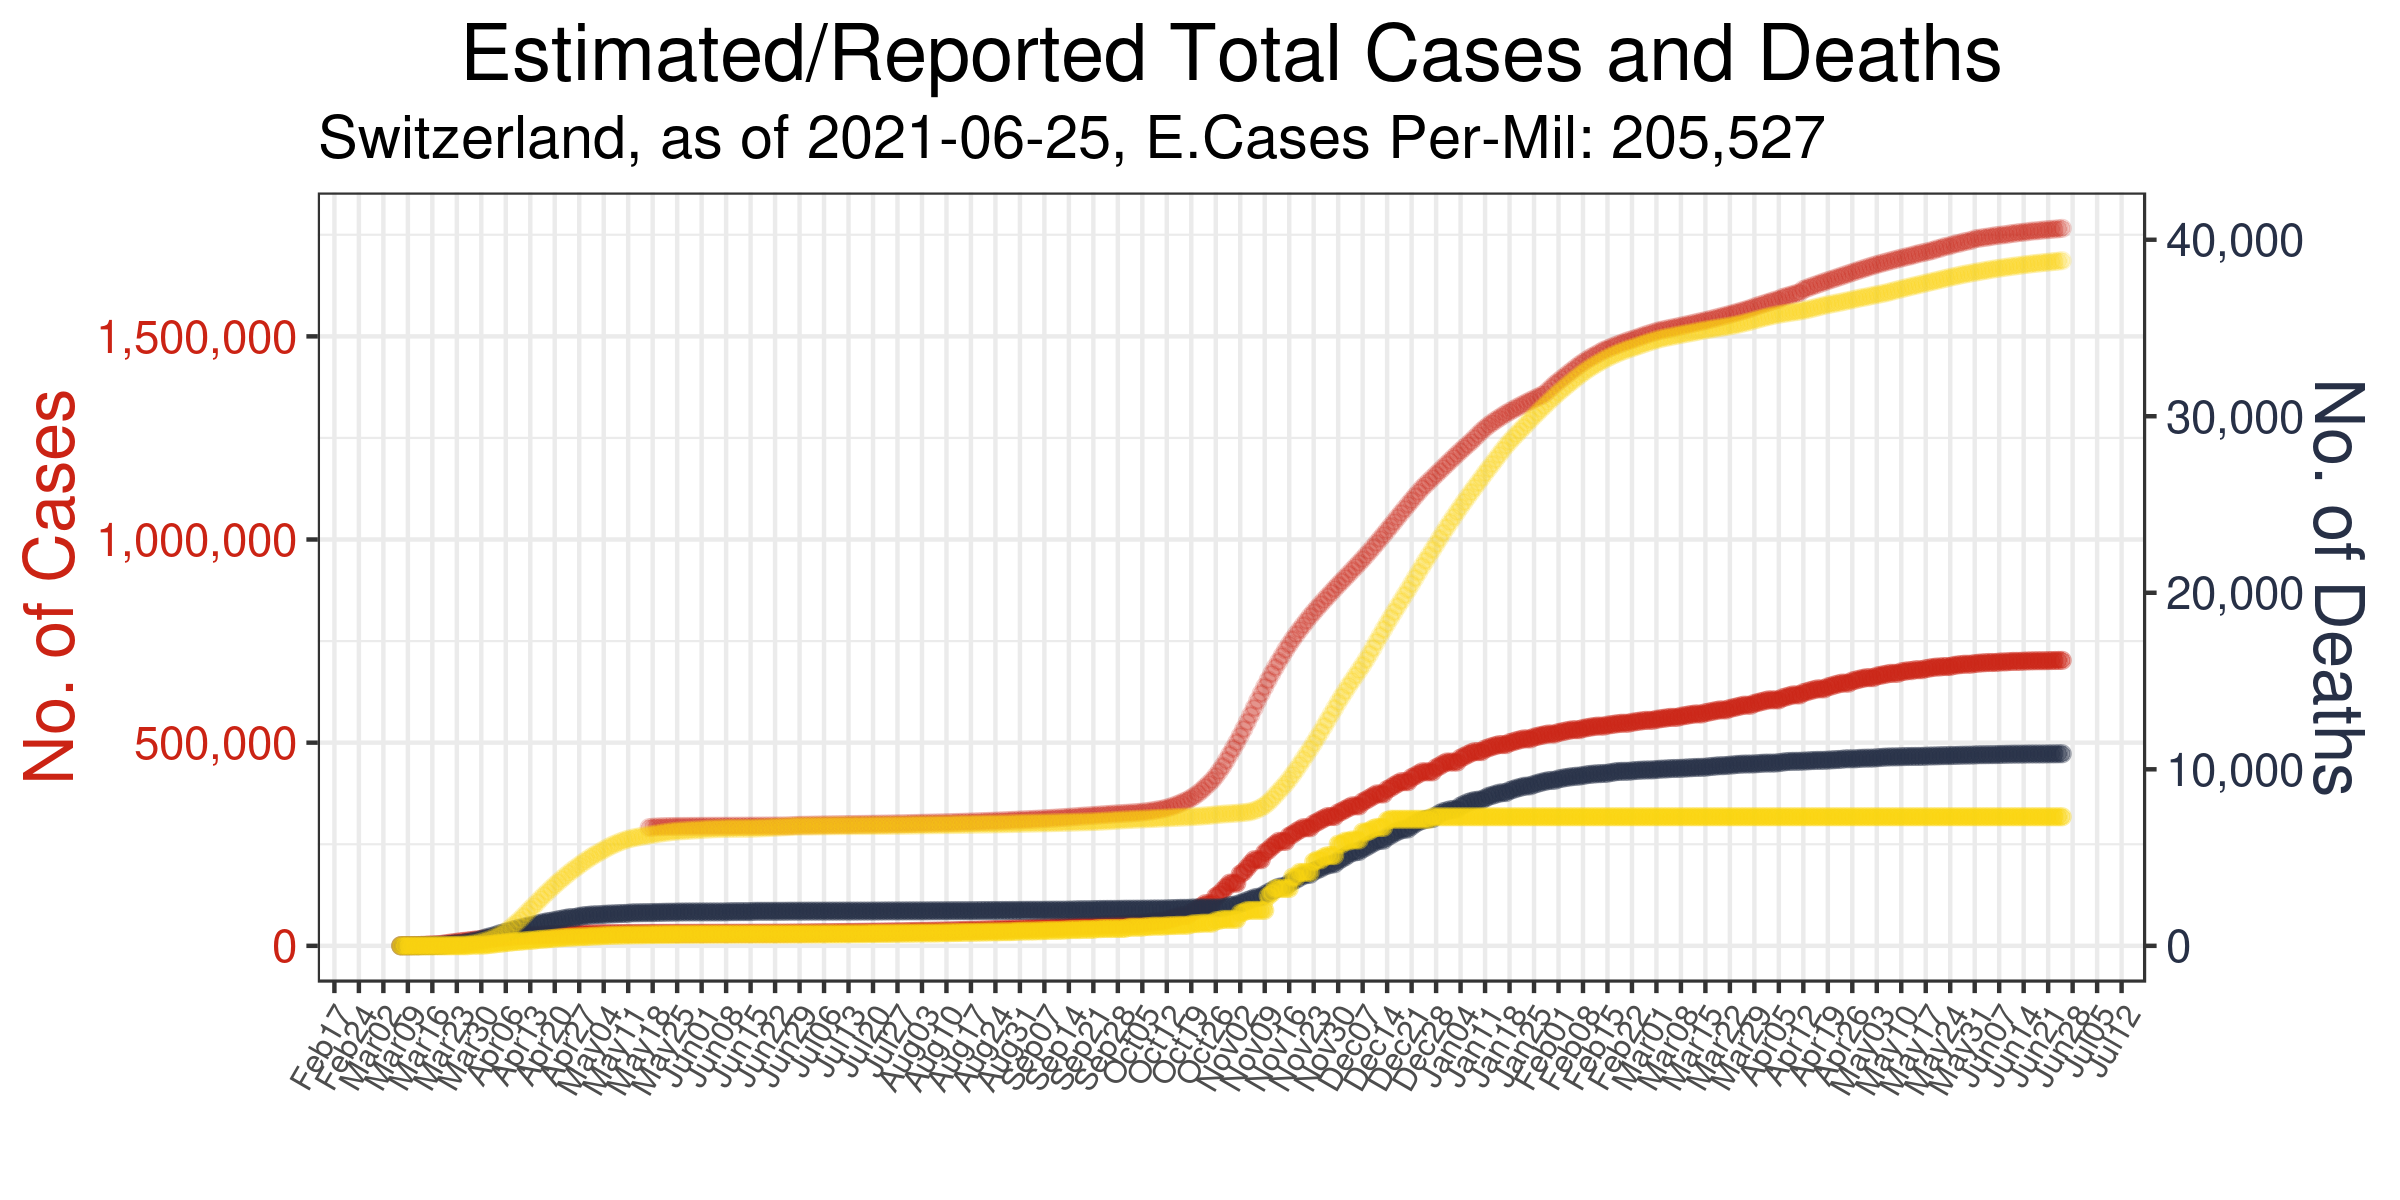 Estimated/Reported Total Cases and Deaths
Switzerland, as of 2021-06-25, E.Cases Per-Mil: 205,527
No. of Cases
1,500,000
1,000,000
500,000
0
40,000
30,000
20,000
10,000
0
No. of Deaths
Feb17
Feb24
Mar02
Mar09
Mar16
Mar23
Mar30
Apr06
Apr13
Apr20
Apr27
May04
May11
May18
May25
Jun01
Jun08
Jun15
Jun22
Jun29
Jul06
Jul13
Jul20
Jul27
Aug03
Aug10
Aug17
Aug24
Aug31
Sep07
Sep14
Sep21
Sep28
Oct05
Oct12
Oct19
Oct26
Nov02
Nov09
Nov16
Nov23
Nov30
Dec07
Dec14
Dec21
Dec28
Jan04
Jan11
Jan18
Jan25
Feb01
Feb08
Feb15
Feb22
Mar01
Mar08
Mar15
Mar22
Mar29
Apr05
Apr12
Apr19
Apr26
May03
May10
May17
May24
May31
Jun07
Jun14
Jun21
Jun28
Jul05
Jul12